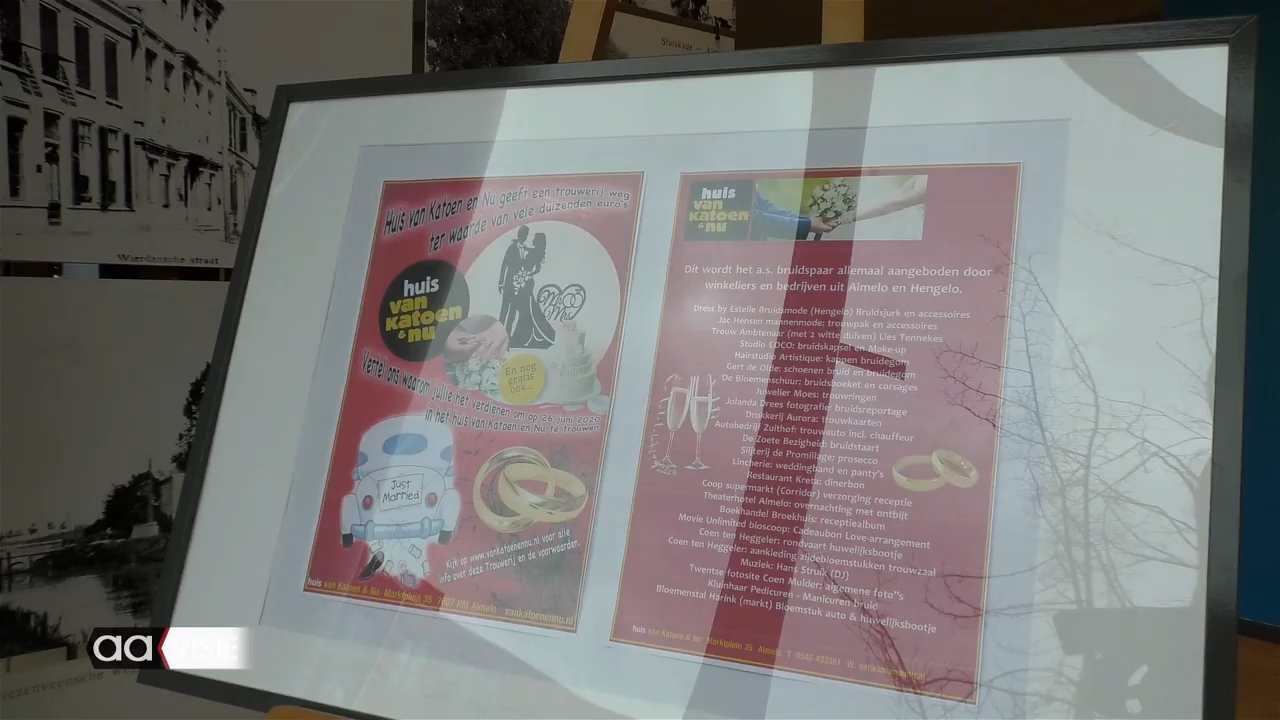 Sluiskade — Al
Wierdensche straat
Huis van Katoen en Nu geeft een trouwerij weg
ter waarde van vele duizenden euro's
huis
van
katoen
& nu
Mr & Mrs
En nog
gratis
ook...
Vertel ons waarom jullie het verdienen om op 26 juni 2020
in het huis van Katoen en Nu te trouwen
Just
Married
Kijk op www.vankatoenennu.nl voor alle
info over deze Trouwerij en de voorwaarden.
huis van Katoen & Nu Marktplein 35 7607 HM Almelo vankatoenennu.nl
huis
van
katoen
& nu
Dit wordt het a.s. bruidspaar allemaal aangeboden door
winkeliers en bedrijven uit Almelo en Hengelo.
Dress by Estelle Bruidsmode (Hengelo) Bruidsjurk en accessoires
Jac Hensen mannenmode: trouwpak en accessoires
Trouw Ambtenaar (met 2 witte duiven) Lies Tennekes
Studio COCO: bruidskapsel en Make-up
Hairstudio Artistique: kappen bruidegom
Gert de Olde: schoenen bruid en bruidegom
De Bloemenschuur: bruidsboeket en corsages
Juwelier Moes: trouwringen
Jolanda Drees fotografie: bruidsreportage
Drukkerij Aurora: trouwkaarten
Autobedrijf Zuithof: trouwauto incl. chauffeur
De Zoete Bezigheid: bruidstaart
Slijterij de Promillage: prosecco
Lincherie: weddingband en panty's
Restaurant Kreta: dinerbon
Coop supermarkt (Corridor) verzorging receptie
Theaterhotel Almelo: overnachting met ontbijt
Boekhandel Broekhuis: receptiealbum
Movie Unlimited bioscoop: Cadeaubon Love-arrangement
Coen ten Heggeler: rondvaart huwelijksbootje
Coen ten Heggeler: aankleding zijdebloemstukken trouwzaal
Muziek: Hans Struik (DJ)
Twentse fotosite Coen Mulder: algemene foto"s
Kluinhaar Pedicuren - Manicuren bruid
Bloemenstal Harink (markt) Bloemstuk auto & huwelijksbootje
huis van Katoen & Nu Marktplein 35 Almelo T 0546 433561 W. vankatoenennu.nl
aa VISIE